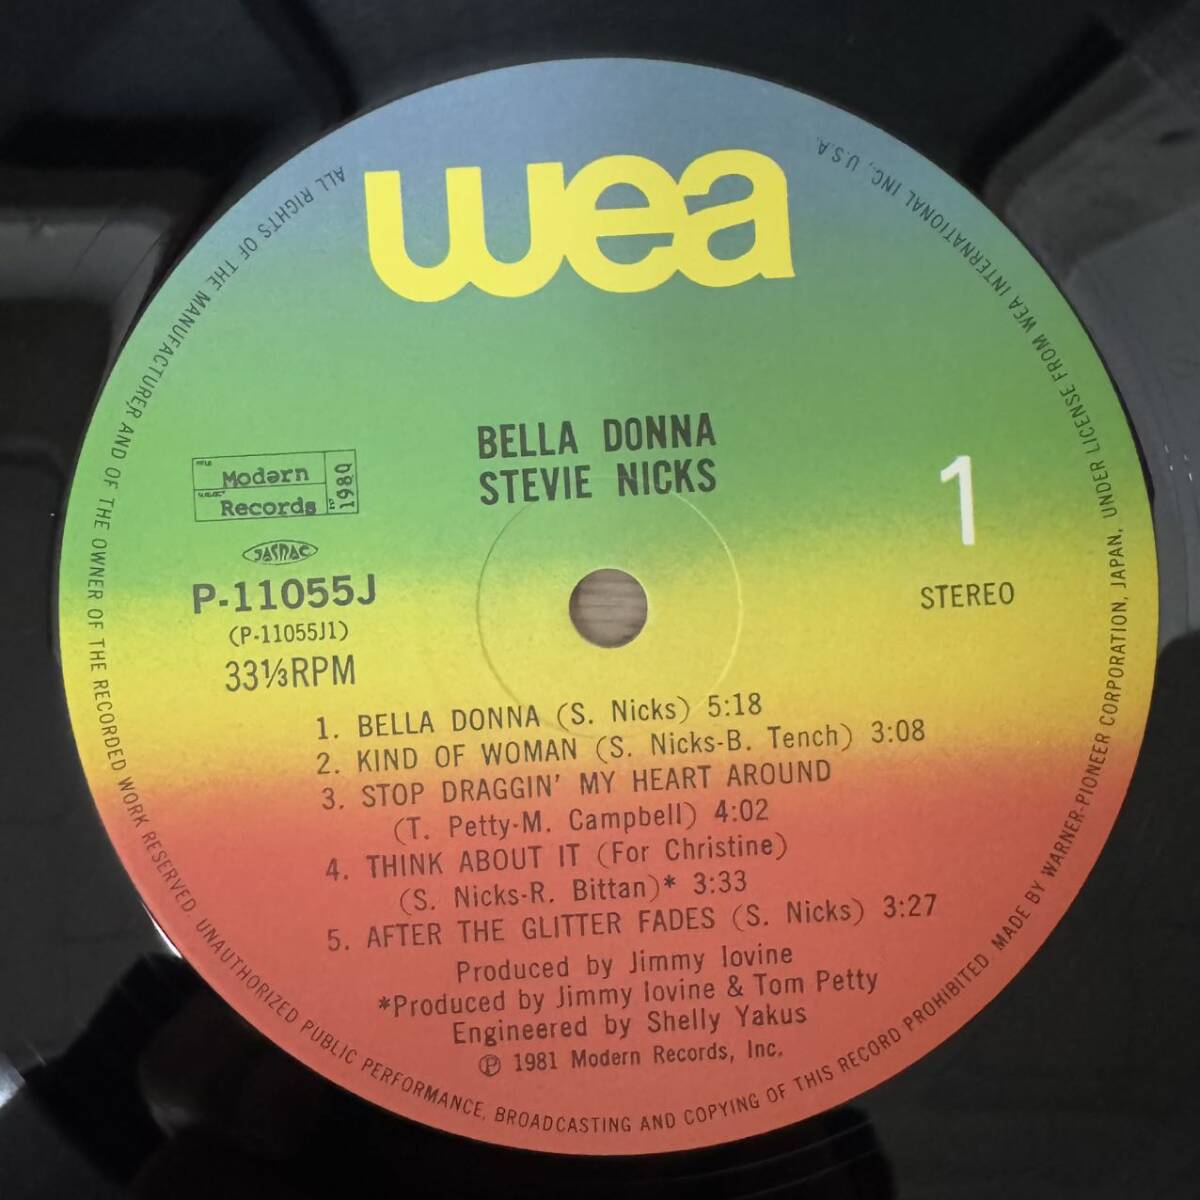 wea
BELLA DONNA
STEVIE NICKS
TITLE
Modern
Records
1980
JASRAC
P-11055J
(P-11055J1)
33⅓RPM
1
STEREO
1. BELLA DONNA (S. Nicks) 5:18
2. KIND OF WOMAN (S. Nicks-B. Tench) 3:08
3. STOP DRAGGIN' MY HEART AROUND
(T. Petty-M. Campbell) 4:02
4. THINK ABOUT IT (For Christine)
(S. Nicks-R. Bittan)* 3:33
5. AFTER THE GLITTER FADES (S. Nicks) 3:27
Produced by Jimmy Iovine
*Produced by Jimmy Iovine & Tom Petty
Engineered by Shelly Yakus
℗ 1981 Modern Records, Inc.
ALL RIGHTS OF THE MANUFACTURER AND OF THE OWNER OF THE RECORDED WORK RESERVED. UNAUTHORIZED PUBLIC PERFORMANCE, BROADCASTING AND COPYING OF THIS RECORD PROHIBITED. MADE BY WARNER-PIONEER CORPORATION, JAPAN, UNDER LICENSE FROM WEA INTERNATIONAL INC., U.S.A.